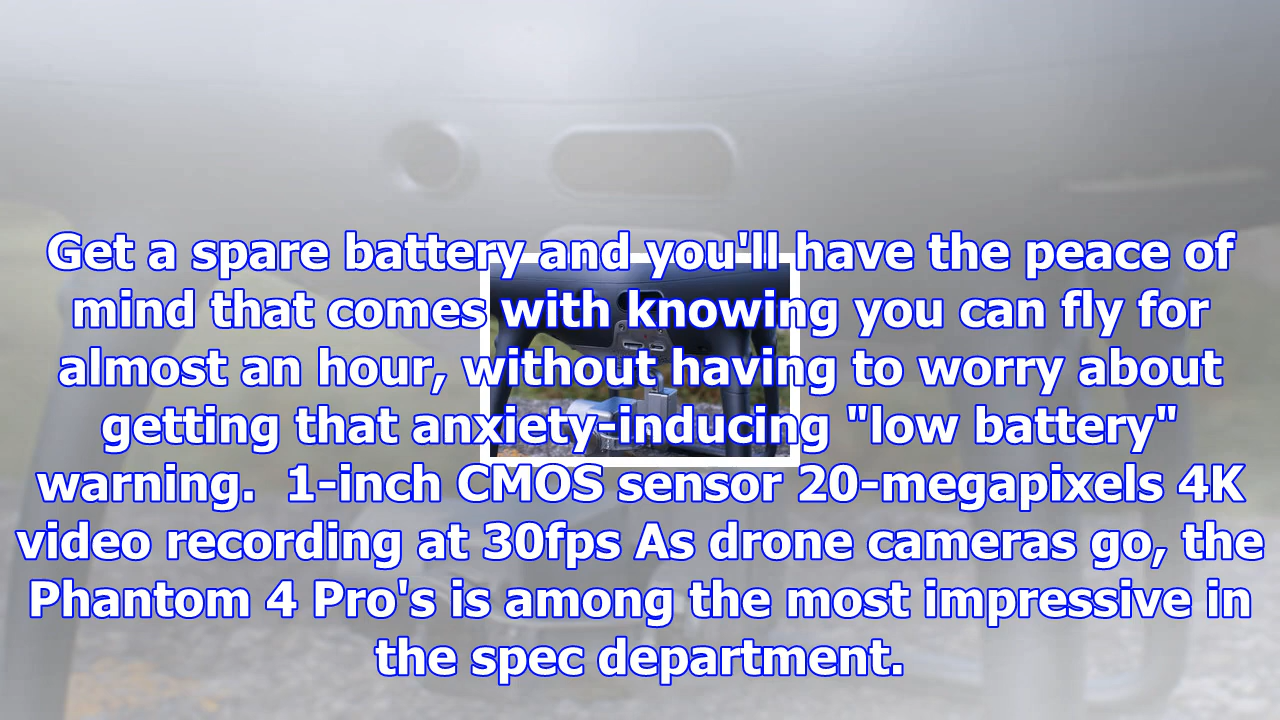 Get a spare battery and you'll have the peace of
mind that comes with knowing you can fly for
almost an hour, without having to worry about
getting that anxiety-inducing "low battery"
warning.  1-inch CMOS sensor 20-megapixels 4K
video recording at 30fps As drone cameras go, the
Phantom 4 Pro's is among the most impressive in
the spec department.